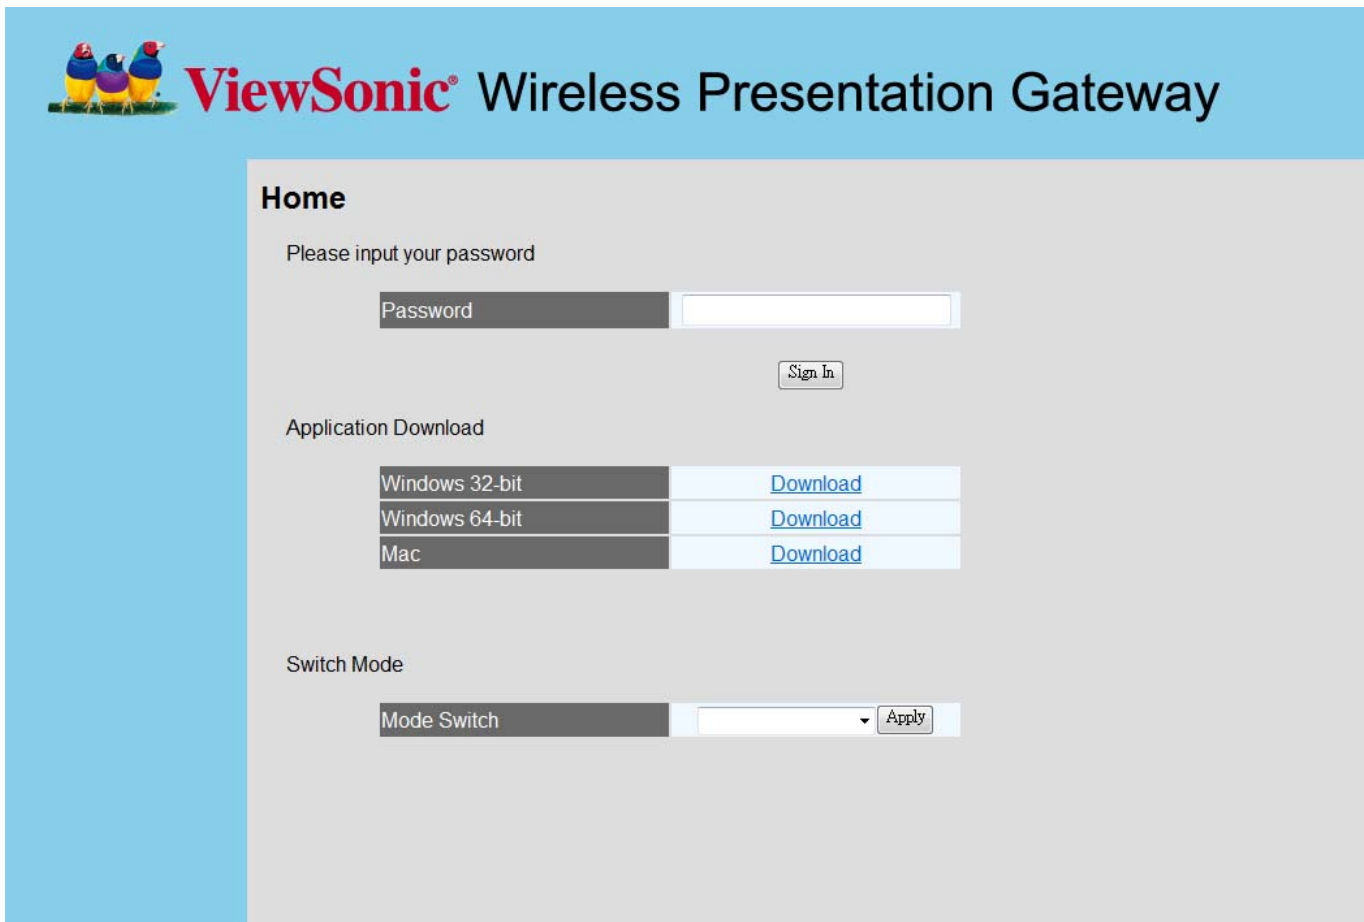 ViewSonic® Wireless Presentation Gateway
Home
Please input your password
Password
Sign In
Application Download
Windows 32-bit Download
Windows 64-bit Download
Mac Download
Switch Mode
Mode Switch Apply